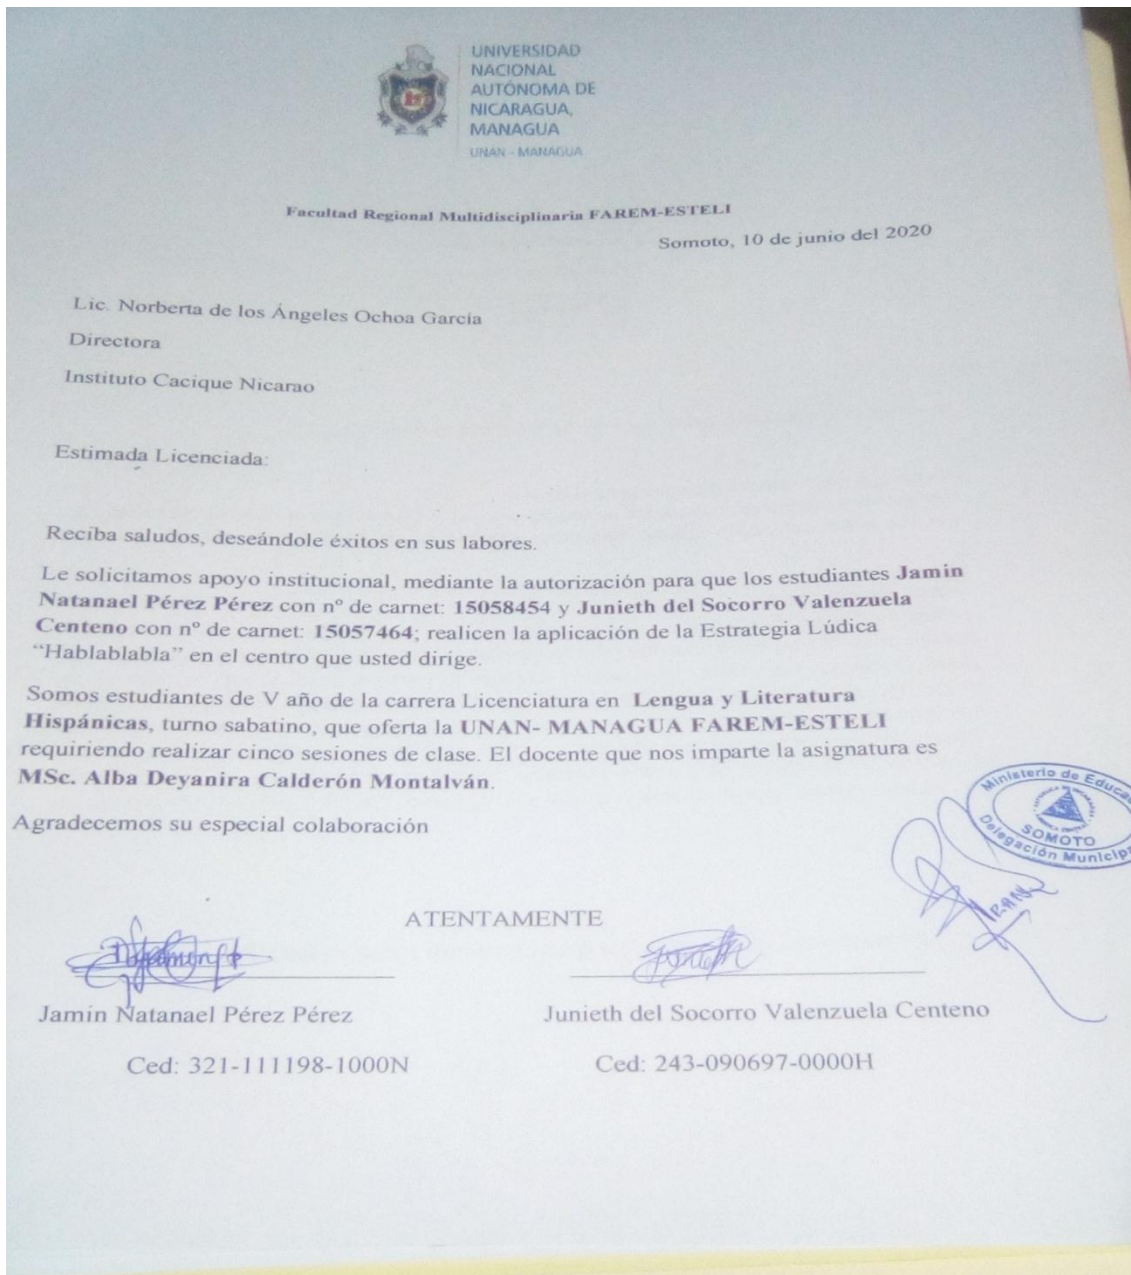 UNIVERSIDAD
NACIONAL
AUTÓNOMA DE
NICARAGUA,
MANAGUA
UNAN - MANAGUA
Facultad Regional Multidisciplinaria FAREM-ESTELI
Somoto, 10 de junio del 2020
Lic. Norberta de los Ángeles Ochoa García
Directora
Instituto Cacique Nicarao
Estimada Licenciada:
Reciba saludos, deseándole éxitos en sus labores.
Le solicitamos apoyo institucional, mediante la autorización para que los estudiantes Jamin
Natanael Pérez Pérez con nº de carnet: 15058454 y Junieth del Socorro Valenzuela
Centeno con nº de carnet: 15057464; realicen la aplicación de la Estrategia Lúdica
“Hablablabla” en el centro que usted dirige.
Somos estudiantes de V año de la carrera Licenciatura en Lengua y Literatura
Hispánicas, turno sabatino, que oferta la UNAN- MANAGUA FAREM-ESTELI
requiriendo realizar cinco sesiones de clase. El docente que nos imparte la asignatura es
MSc. Alba Deyanira Calderón Montalván.
Agradecemos su especial colaboración
Ministerio de Educa
SOMOTO
Delegación Municip
ATENTAMENTE
Jamin Natanael Pérez Pérez
Junieth del Socorro Valenzuela Centeno
Ced: 321-111198-1000N
Ced: 243-090697-0000H